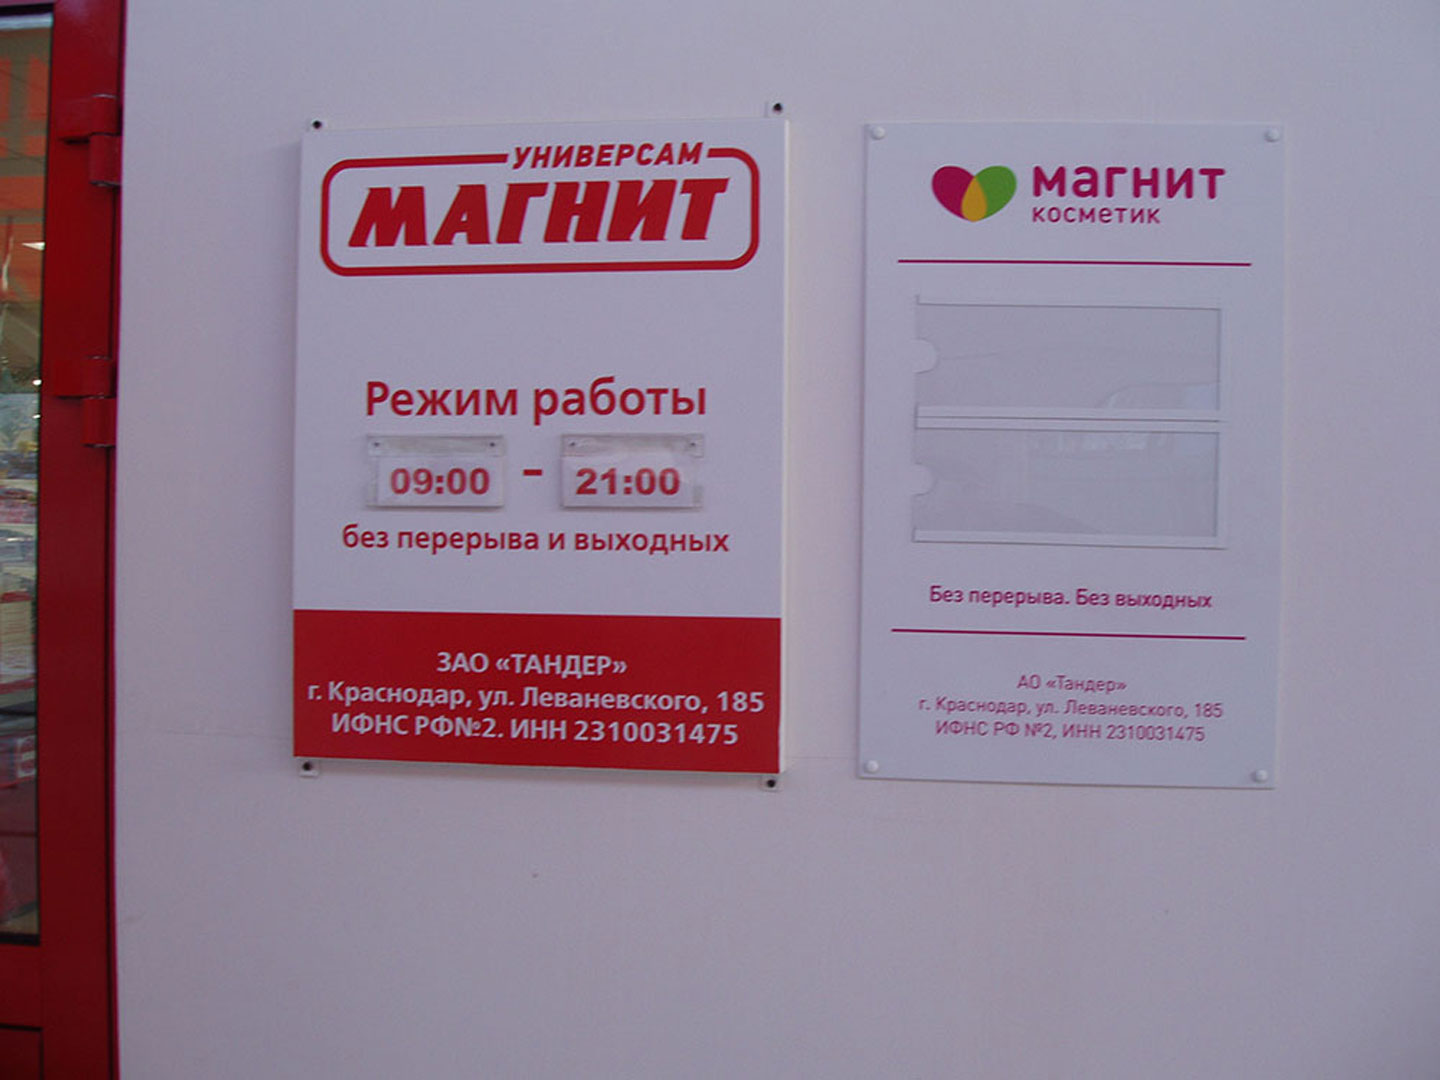 УНИВЕРСАМ
МАГНИТ
Режим работы
09:00 - 21:00
без перерыва и выходных
ЗАО «ТАНДЕР»
г. Краснодар, ул. Леваневского, 185
ИФНС РФ№2. ИНН 2310031475
магнит
косметик
Без перерыва. Без выходных
АО «Тандер»
г. Краснодар, ул. Леваневского, 185
ИФНС РФ №2, ИНН 2310031475